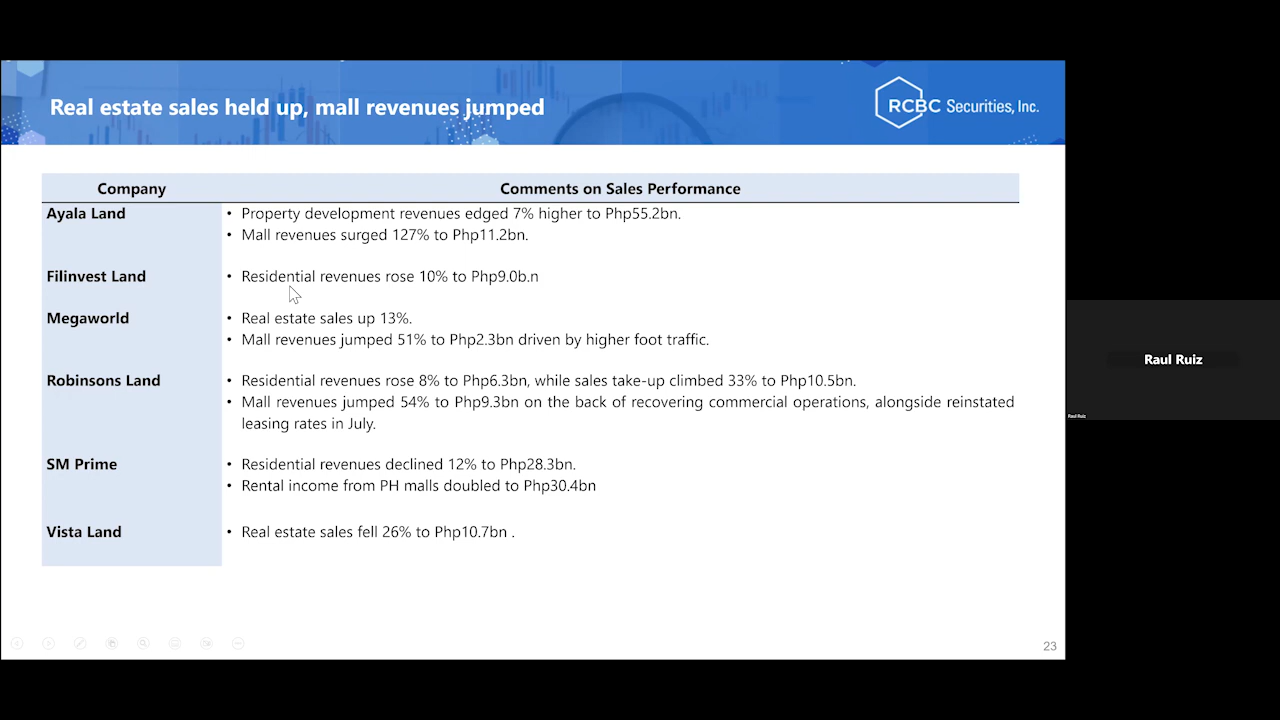 Real estate sales held up, mall revenues jumped
RCBC Securities, Inc.
Company
Comments on Sales Performance
Ayala Land
• Property development revenues edged 7% higher to Php55.2bn.
• Mall revenues surged 127% to Php11.2bn.
Filinvest Land
• Residential revenues rose 10% to Php9.0b.n
Megaworld
• Real estate sales up 13%.
• Mall revenues jumped 51% to Php2.3bn driven by higher foot traffic.
Robinsons Land
• Residential revenues rose 8% to Php6.3bn, while sales take-up climbed 33% to Php10.5bn.
• Mall revenues jumped 54% to Php9.3bn on the back of recovering commercial operations, alongside reinstated
leasing rates in July.
SM Prime
• Residential revenues declined 12% to Php28.3bn.
• Rental income from PH malls doubled to Php30.4bn
Vista Land
• Real estate sales fell 26% to Php10.7bn .
23
Raul Ruiz
Raul Ruiz